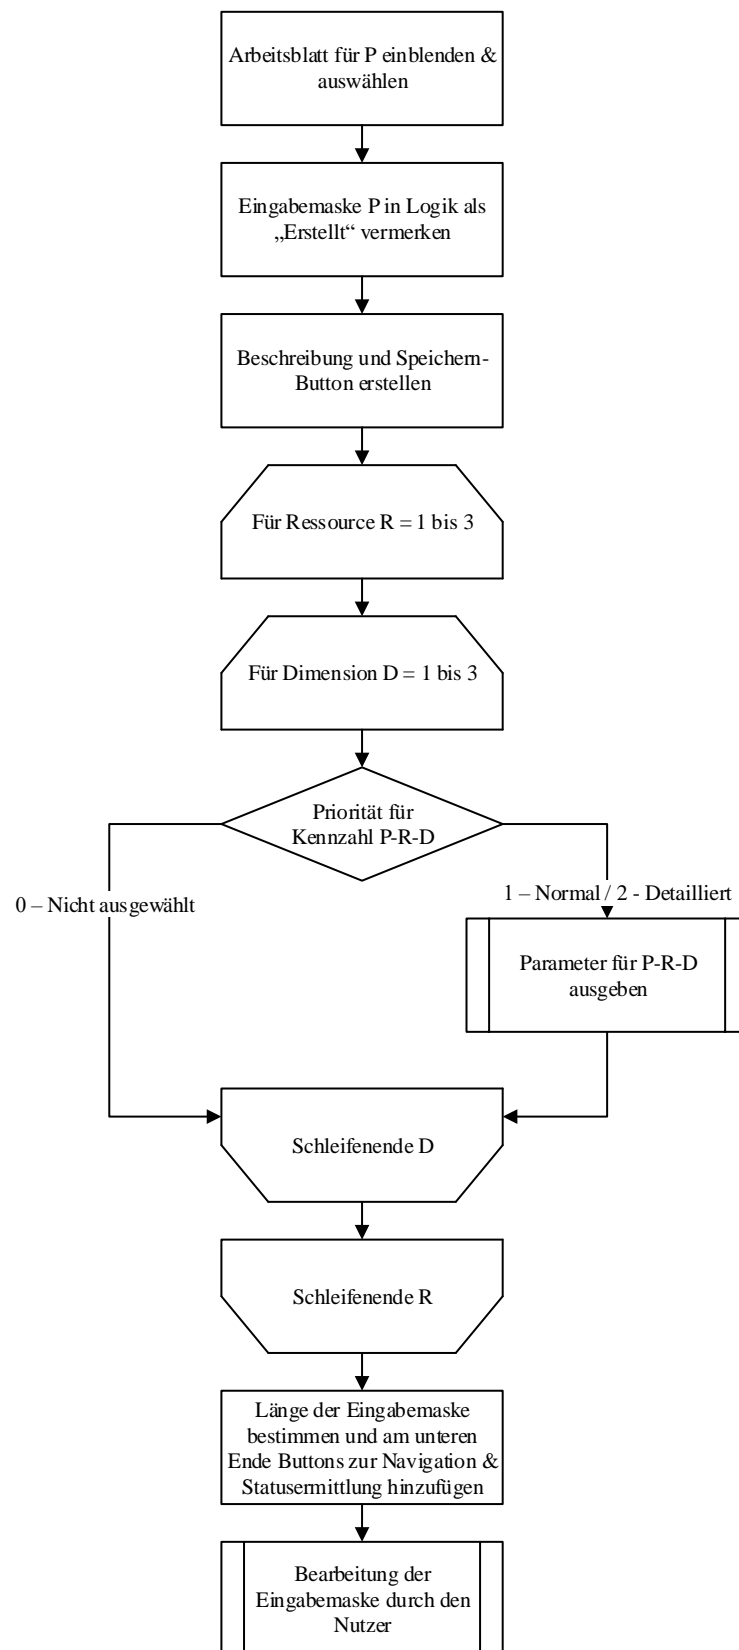 Arbeitsblatt für P einblenden &
auswählen
Eingabemaske P in Logik als
„Erstellt“ vermerken
Beschreibung und Speichern-
Button erstellen
Für Ressource R = 1 bis 3
Für Dimension D = 1 bis 3
Priorität für
Kennzahl P-R-D
0 – Nicht ausgewählt
1 – Normal / 2 - Detailliert
Parameter für P-R-D
ausgeben
Schleifenende D
Schleifenende R
Länge der Eingabemaske
bestimmen und am unteren
Ende Buttons zur Navigation &
Statusermittlung hinzufügen
Bearbeitung der
Eingabemaske durch den
Nutzer